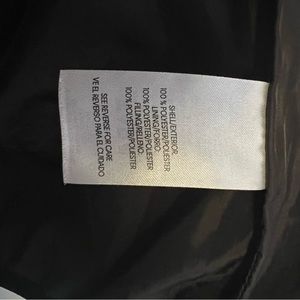 SHELL/EXTERIOR
100 % POLYESTER/POLIESTER
LINING/FORRO
100% POLYESTER/POLIESTER
FILLING/RELLENO:
100% POLYESTER/POLIESTER
SEE REVERSE FOR CARE
VE EL REVERSO PARA EL CUIDADO